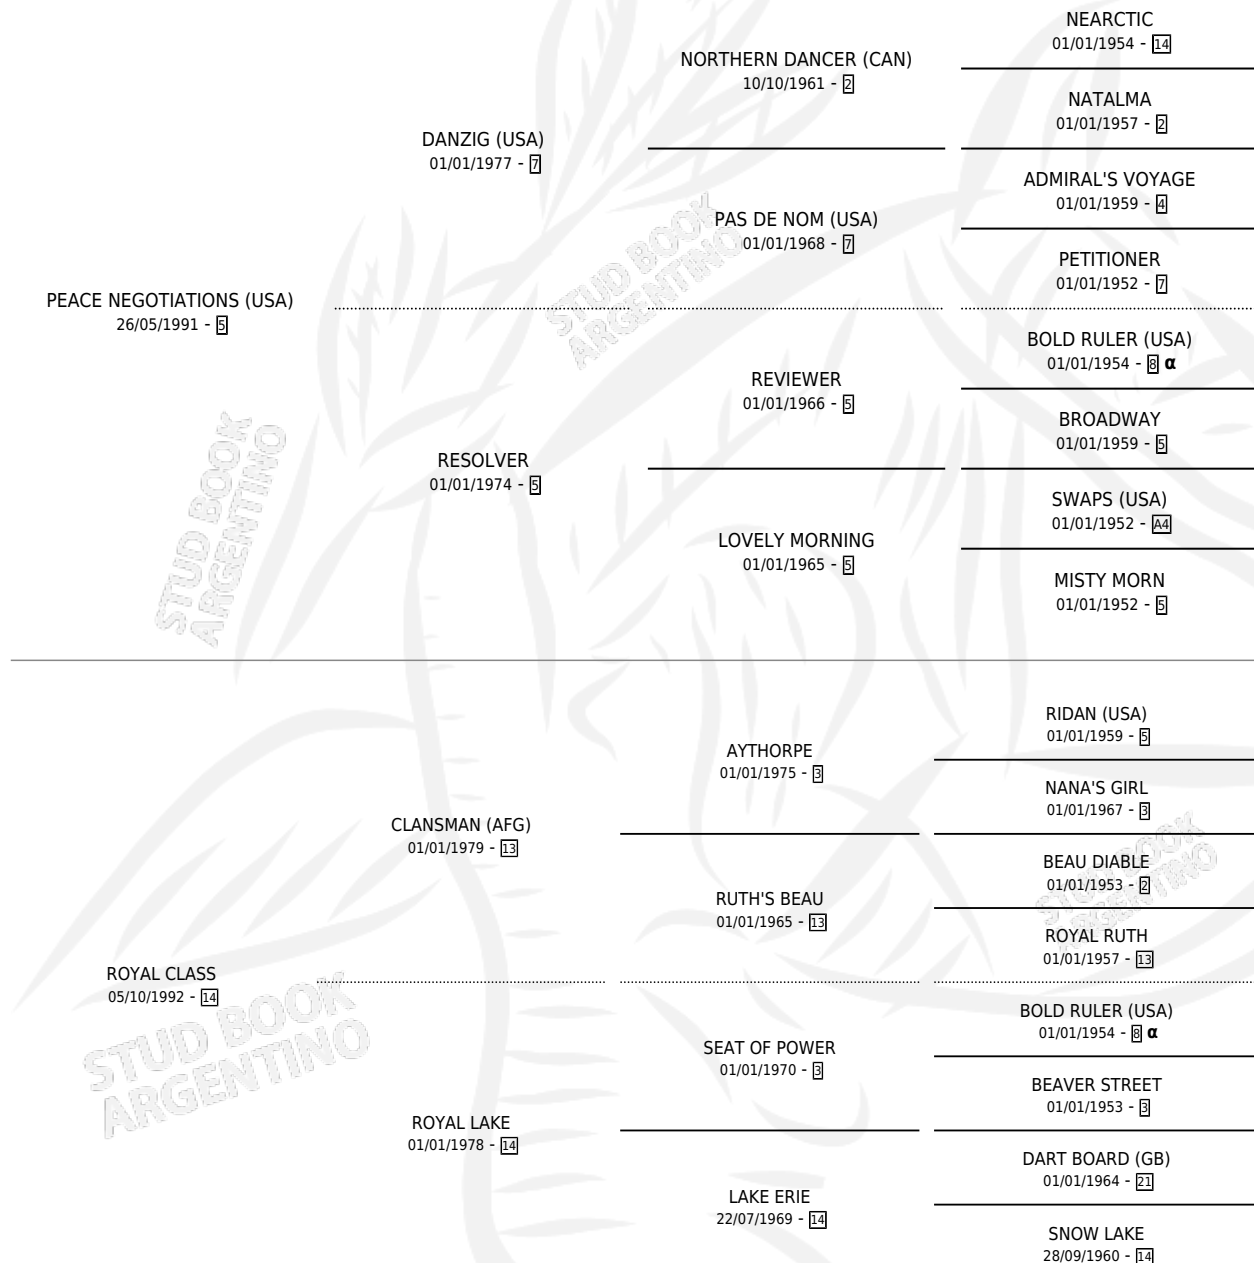 NEARCTIC
01/01/1954 - 14
NORTHERN DANCER (CAN)
10/10/1961 - 2
NATALMA
01/01/1957 - 2
DANZIG (USA)
01/01/1977 - 7
ADMIRAL'S VOYAGE
01/01/1959 - 4
PAS DE NOM (USA)
01/01/1968 - 7
PETITIONER
01/01/1952 - 7
PEACE NEGOTIATIONS (USA)
26/05/1991 - 5
BOLD RULER (USA)
01/01/1954 - 8 α
REVIEWER
01/01/1966 - 5
BROADWAY
01/01/1959 - 5
RESOLVER
01/01/1974 - 5
SWAPS (USA)
01/01/1952 - A4
LOVELY MORNING
01/01/1965 - 5
MISTY MORN
01/01/1952 - 5
RIDAN (USA)
01/01/1959 - 5
AYTHORPE
01/01/1975 - 3
NANA'S GIRL
01/01/1967 - 3
CLANSMAN (AFG)
01/01/1979 - 13
BEAU DIABLE
01/01/1953 - 2
RUTH'S BEAU
01/01/1965 - 13
ROYAL RUTH
01/01/1957 - 13
ROYAL CLASS
05/10/1992 - 14
BOLD RULER (USA)
01/01/1954 - 8 α
SEAT OF POWER
01/01/1970 - 3
BEAVER STREET
01/01/1953 - 3
ROYAL LAKE
01/01/1978 - 14
DART BOARD (GB)
01/01/1964 - 21
LAKE ERIE
22/07/1969 - 14
SNOW LAKE
28/09/1960 - 14
STUD BOOK
ARGENTINO
STUD BOOK
ARGENTINO
STUD BOOK
ARGENTINO
STUD BOOK
ARGENTINO